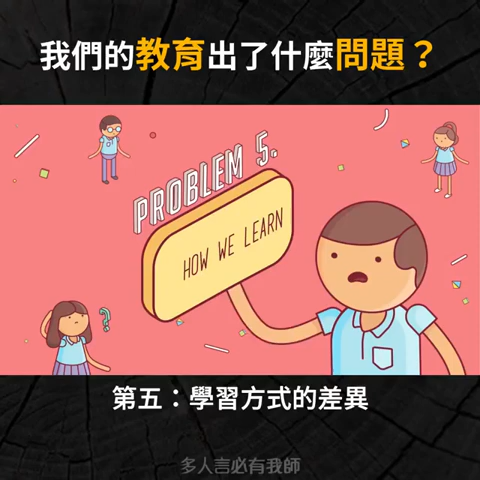 我們的教育出了什麼問題？
PROBLEM 5.
HOW WE LEARN
?
第五：學習方式的差異
多人言必有我師